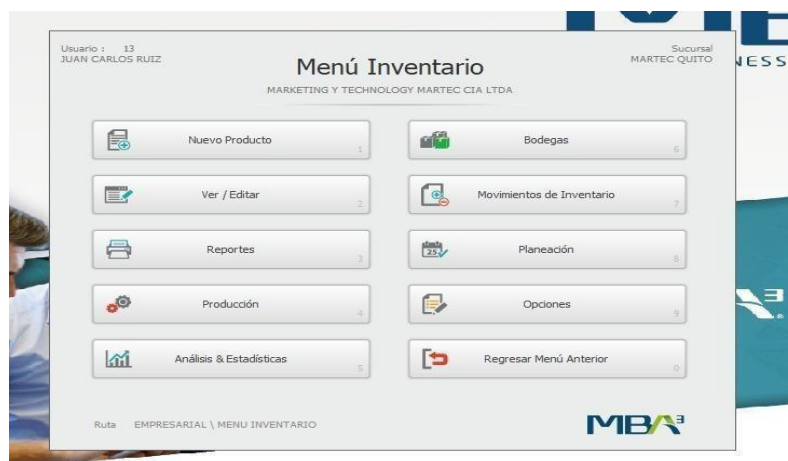 Usuario : 13
JUAN CARLOS RUIZ
Sucursal
MARTEC QUITO
Menú Inventario
MARKETING Y TECHNOLOGY MARTEC CIA LTDA
Nuevo Producto 1
Bodegas 6
Ver / Editar 2
Movimientos de Inventario 7
Reportes 3
25
Planeación 8
Producción 4
Opciones 9
Análisis & Estadísticas 5
Regresar Menú Anterior 0
Ruta EMPRESARIAL \ MENU INVENTARIO
MBA3